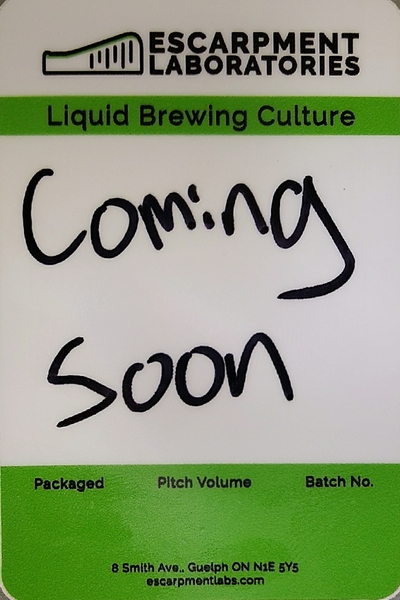 ESCARPMENT
LABORATORIES
Liquid Brewing Culture
Coming
Soon
Packaged Pitch Volume Batch No.
8 Smith Ave., Guelph ON N1E 5Y5
escarpmentlabs.com